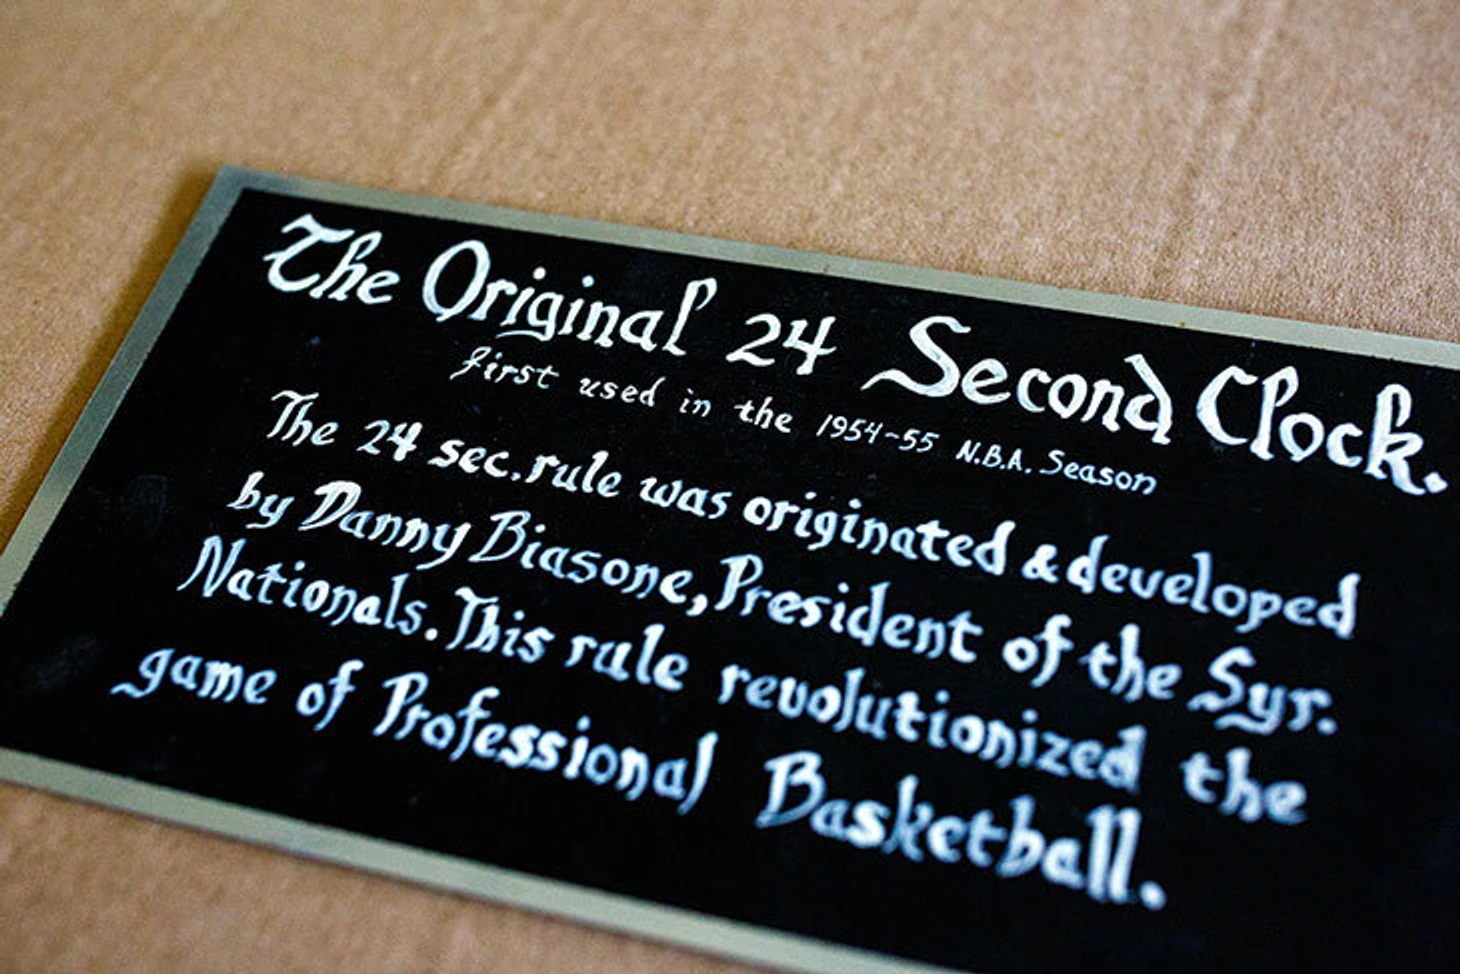 The Original 24 Second Clock.
first used in the 1954-55 N.B.A. Season
The 24 sec. rule was originated & developed
by Danny Biasone, President of the Syr.
Nationals. This rule revolutionized the
game of Professional Basketball.